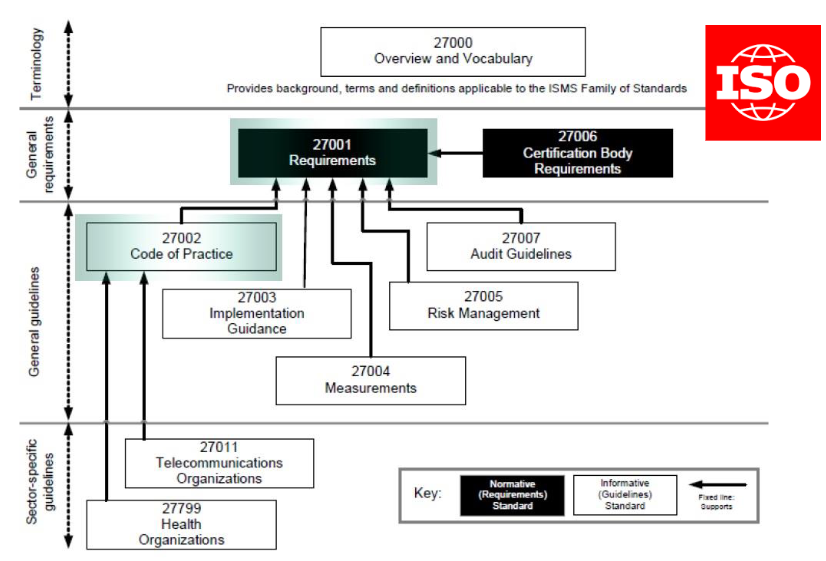 Terminology
27000
Overview and Vocabulary
Provides background, terms and definitions applicable to the ISMS Family of Standards
ISO
General
requirements
27001
Requirements
27006
Certification Body
Requirements
General guidelines
27002
Code of Practice
27007
Audit Guidelines
27003
Implementation
Guidance
27005
Risk Management
27004
Measurements
Sector-specific
guidelines
27011
Telecommunications
Organizations
27799
Health
Organizations
Key:
Normative
(Requirements)
Standard
Informative
(Guidelines)
Standard
Fixed line:
Supports